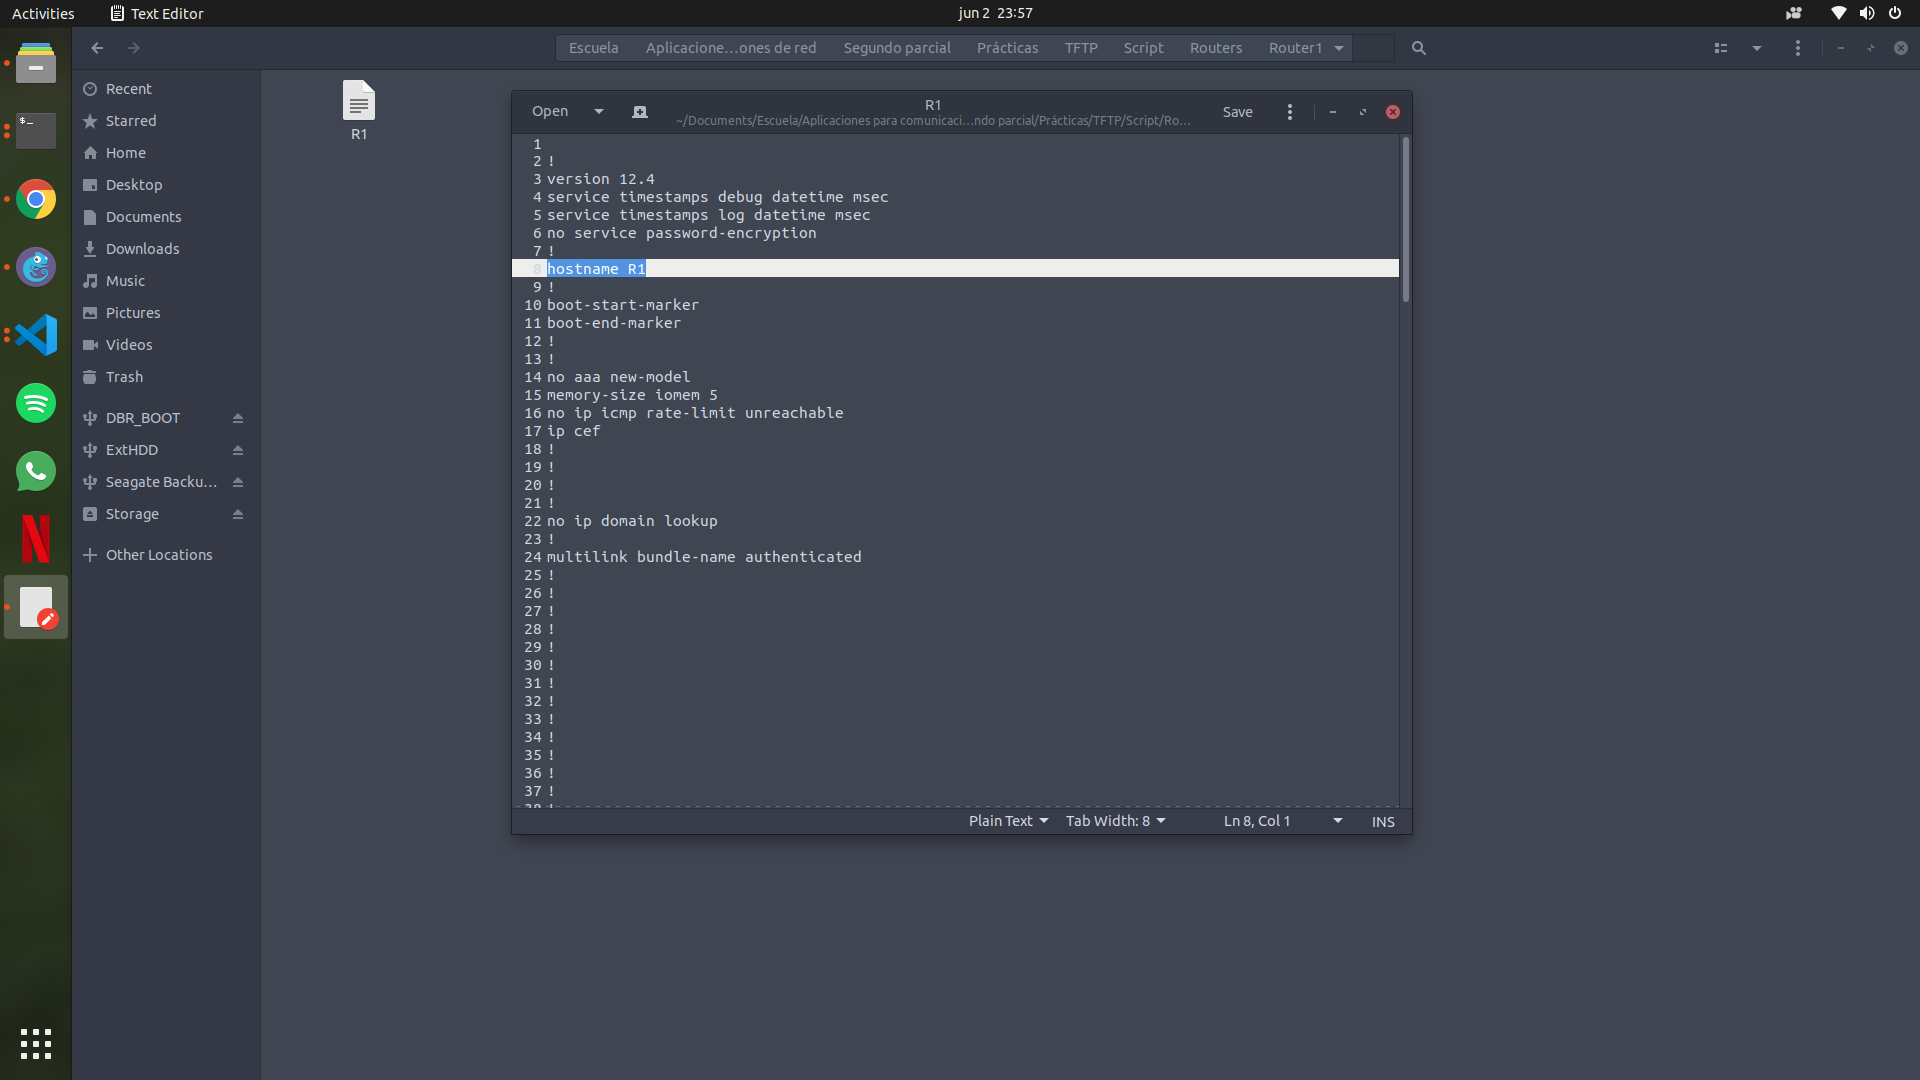 Activities
Text Editor
jun 2 23:57
Escuela
Aplicacione...ones de red
Segundo parcial
Prácticas
TFTP
Script
Routers
Router1
Recent
Starred
Home
Desktop
Documents
Downloads
Music
Pictures
Videos
Trash
DBR_BOOT
ExtHDD
Seagate Backu...
Storage
Other Locations
R1
Open
R1
~/Documents/Escuela/Aplicaciones para comunicaci...ndo parcial/Prácticas/TFTP/Script/Ro...
Save
1
2 !
3 version 12.4
4 service timestamps debug datetime msec
5 service timestamps log datetime msec
6 no service password-encryption
7 !
8 hostname R1
9 !
10 boot-start-marker
11 boot-end-marker
12 !
13 !
14 no aaa new-model
15 memory-size iomem 5
16 no ip icmp rate-limit unreachable
17 ip cef
18 !
19 !
20 !
21 !
22 no ip domain lookup
23 !
24 multilink bundle-name authenticated
25 !
26 !
27 !
28 !
29 !
30 !
31 !
32 !
33 !
34 !
35 !
36 !
37 !
38 !
Plain Text
Tab Width: 8
Ln 8, Col 1
INS